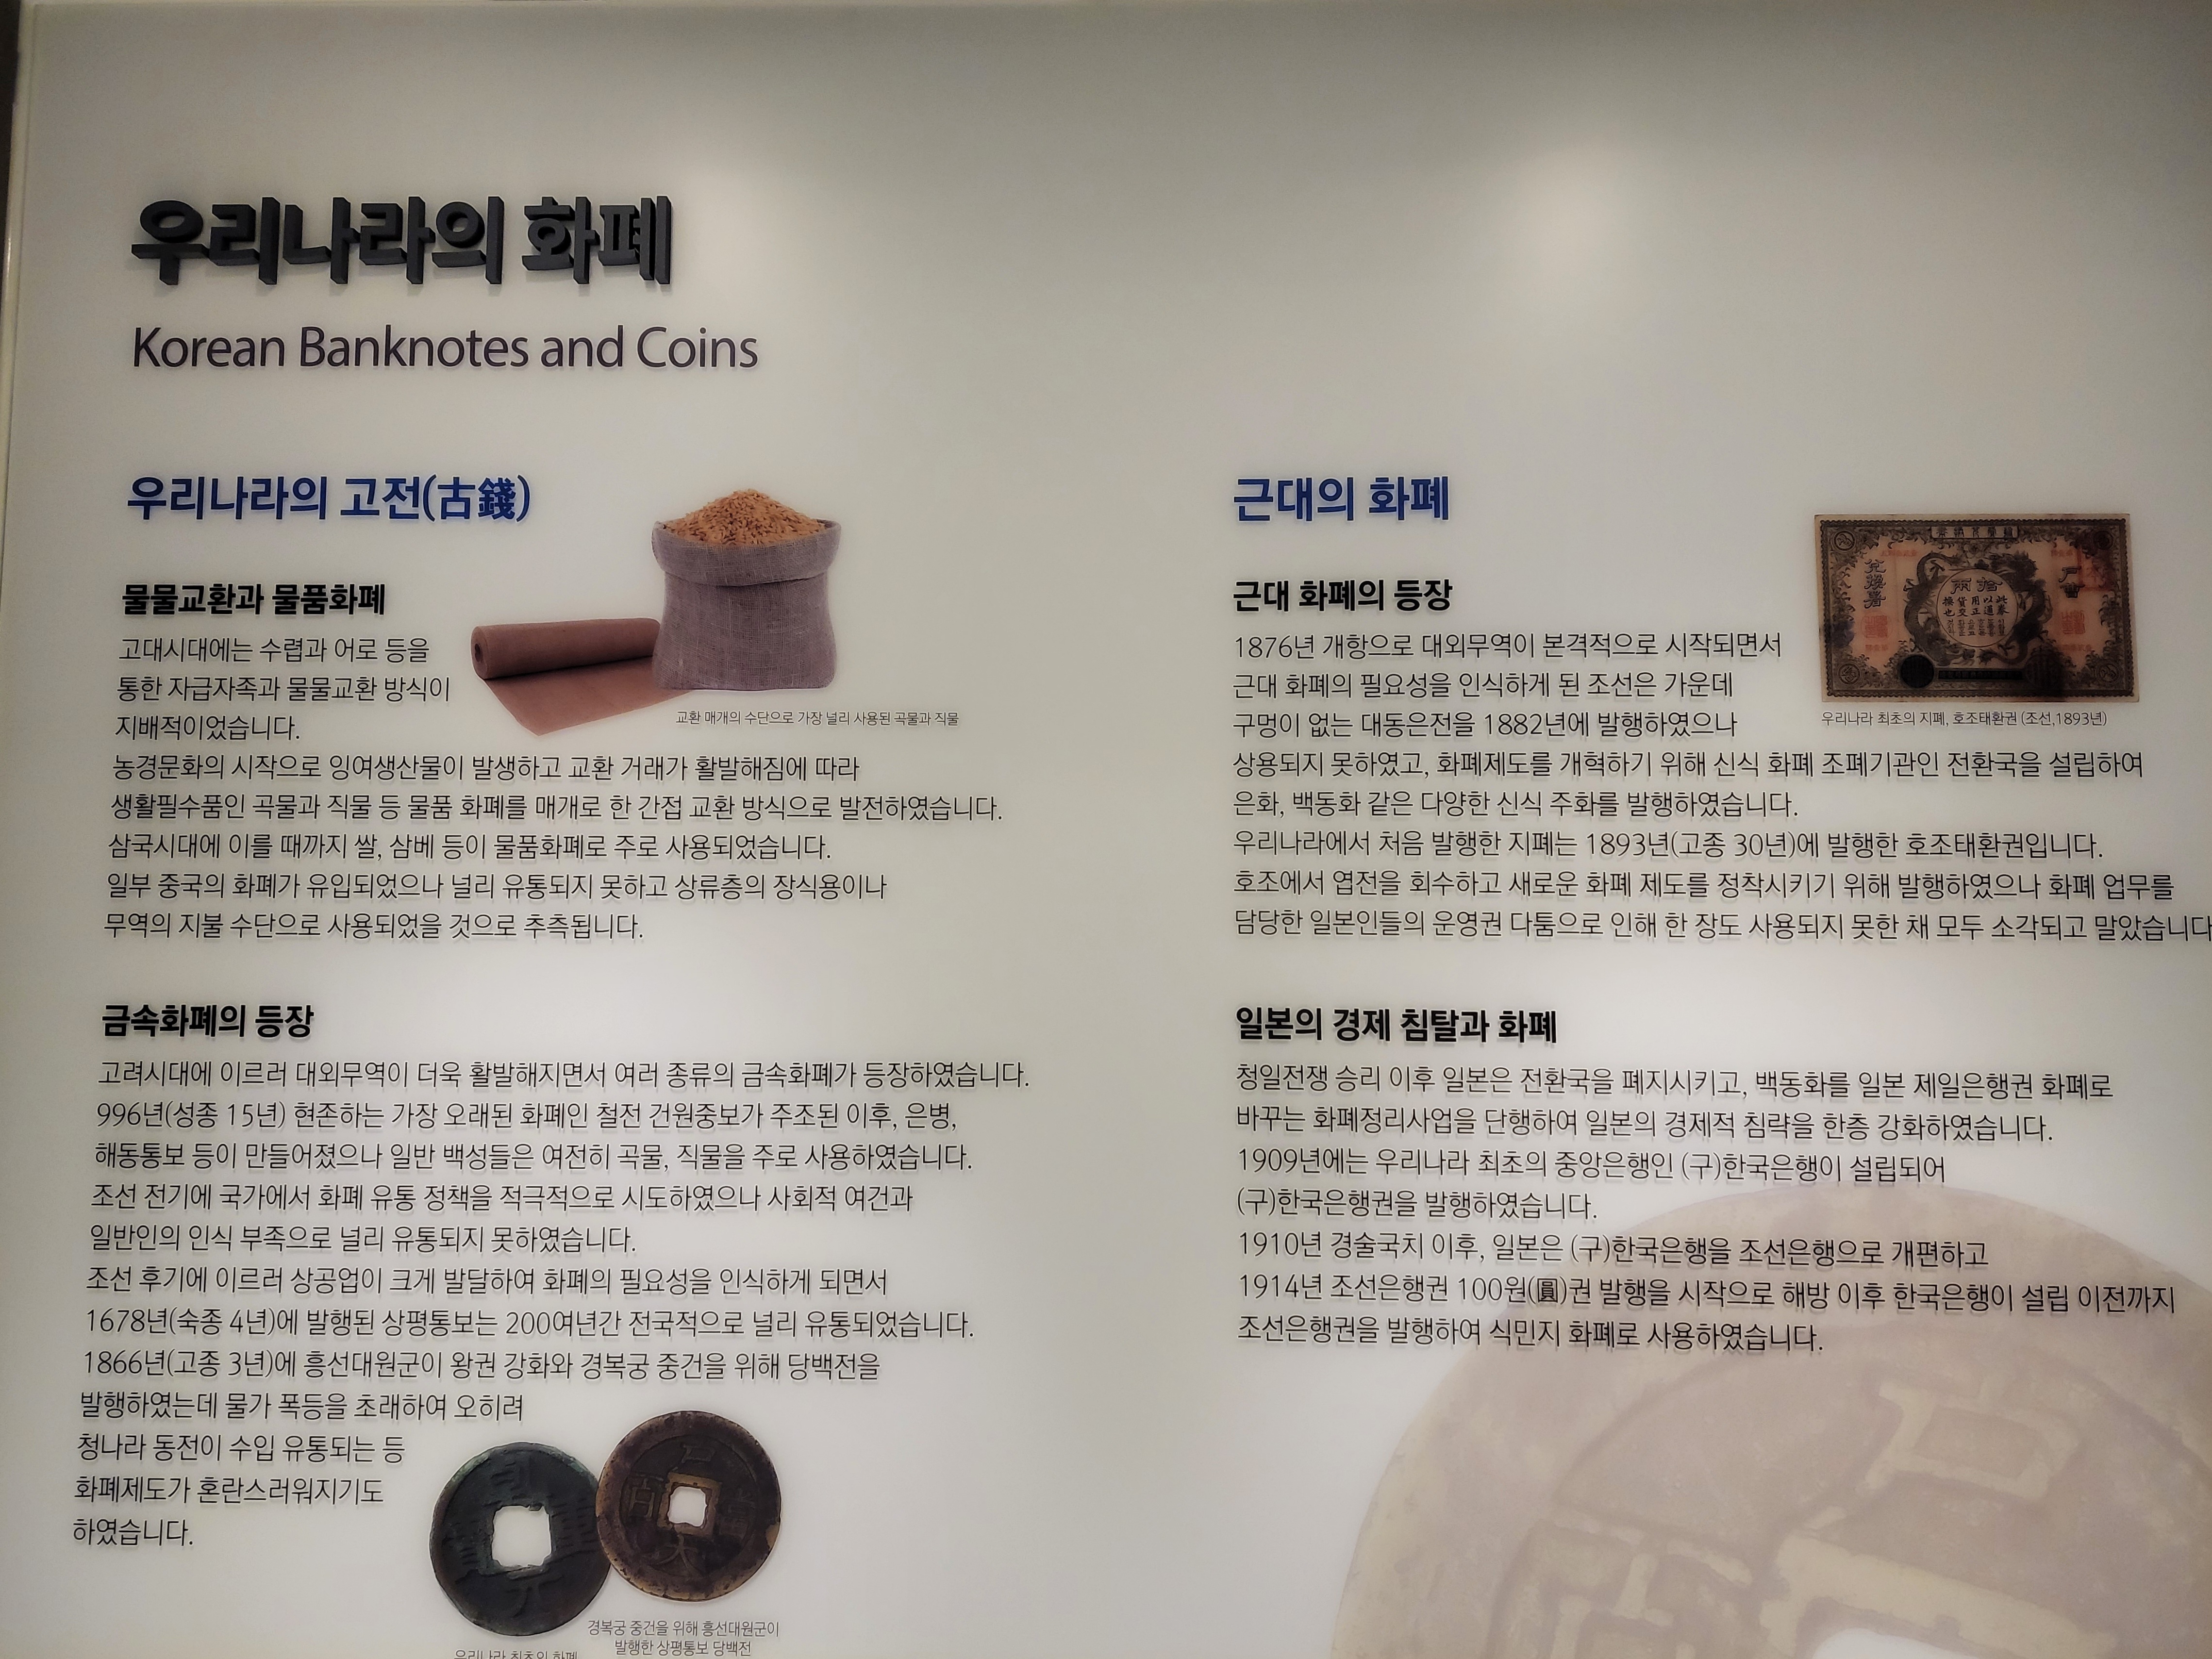 우리나라의 화폐
Korean Banknotes and Coins
우리나라의 고전(古錢)
물물교환과 물품화폐
고대시대에는 수렵과 어로 등을
통한 자급자족과 물물교환 방식이
지배적이었습니다.
교환 매개의 수단으로 가장 널리 사용된 곡물과 직물
농경문화의 시작으로 잉여생산물이 발생하고 교환 거래가 활발해짐에 따라
생활필수품인 곡물과 직물 등 물품 화폐를 매개로 한 간접 교환 방식으로 발전하였습니다.
삼국시대에 이를 때까지 쌀, 삼베 등이 물품화폐로 주로 사용되었습니다.
일부 중국의 화폐가 유입되었으나 널리 유통되지 못하고 상류층의 장식용이나
무역의 지불 수단으로 사용되었을 것으로 추측됩니다.
금속화폐의 등장
고려시대에 이르러 대외무역이 더욱 활발해지면서 여러 종류의 금속화폐가 등장하였습니다.
996년(성종 15년) 현존하는 가장 오래된 화폐인 철전 건원중보가 주조된 이후, 은병,
해동통보 등이 만들어졌으나 일반 백성들은 여전히 곡물, 직물을 주로 사용하였습니다.
조선 전기에 국가에서 화폐 유통 정책을 적극적으로 시도하였으나 사회적 여건과
일반인의 인식 부족으로 널리 유통되지 못하였습니다.
조선 후기에 이르러 상공업이 크게 발달하여 화폐의 필요성을 인식하게 되면서
1678년(숙종 4년)에 발행된 상평통보는 200여년간 전국적으로 널리 유통되었습니다.
1866년(고종 3년)에 흥선대원군이 왕권 강화와 경복궁 중건을 위해 당백전을
발행하였는데 물가 폭등을 초래하여 오히려
청나라 동전이 수입 유통되는 등
화폐제도가 혼란스러워지기도
하였습니다.
경복궁 중건을 위해 흥선대원군이
발행한 상평통보 당백전
우리나라 최초의 화폐
근대의 화폐
근대 화폐의 등장
1876년 개항으로 대외무역이 본격적으로 시작되면서
근대 화폐의 필요성을 인식하게 된 조선은 가운데
구멍이 없는 대동은전을 1882년에 발행하였으나
兌換署
拾兩
우리나라 최초의 지폐, 호조태환권 (조선,1893년)
상용되지 못하였고, 화폐제도를 개혁하기 위해 신식 화폐 조폐기관인 전환국을 설립하여
은화, 백동화 같은 다양한 신식 주화를 발행하였습니다.
우리나라에서 처음 발행한 지폐는 1893년(고종 30년)에 발행한 호조태환권입니다.
호조에서 엽전을 회수하고 새로운 화폐 제도를 정착시키기 위해 발행하였으나 화폐 업무를
담당한 일본인들의 운영권 다툼으로 인해 한 장도 사용되지 못한 채 모두 소각되고 말았습니다
일본의 경제 침탈과 화폐
청일전쟁 승리 이후 일본은 전환국을 폐지시키고, 백동화를 일본 제일은행권 화폐로
바꾸는 화폐정리사업을 단행하여 일본의 경제적 침략을 한층 강화하였습니다.
1909년에는 우리나라 최초의 중앙은행인 (구)한국은행이 설립되어
(구)한국은행권을 발행하였습니다.
1910년 경술국치 이후, 일본은 (구)한국은행을 조선은행으로 개편하고
1914년 조선은행권 100원(圓)권 발행을 시작으로 해방 이후 한국은행이 설립 이전까지
조선은행권을 발행하여 식민지 화폐로 사용하였습니다.